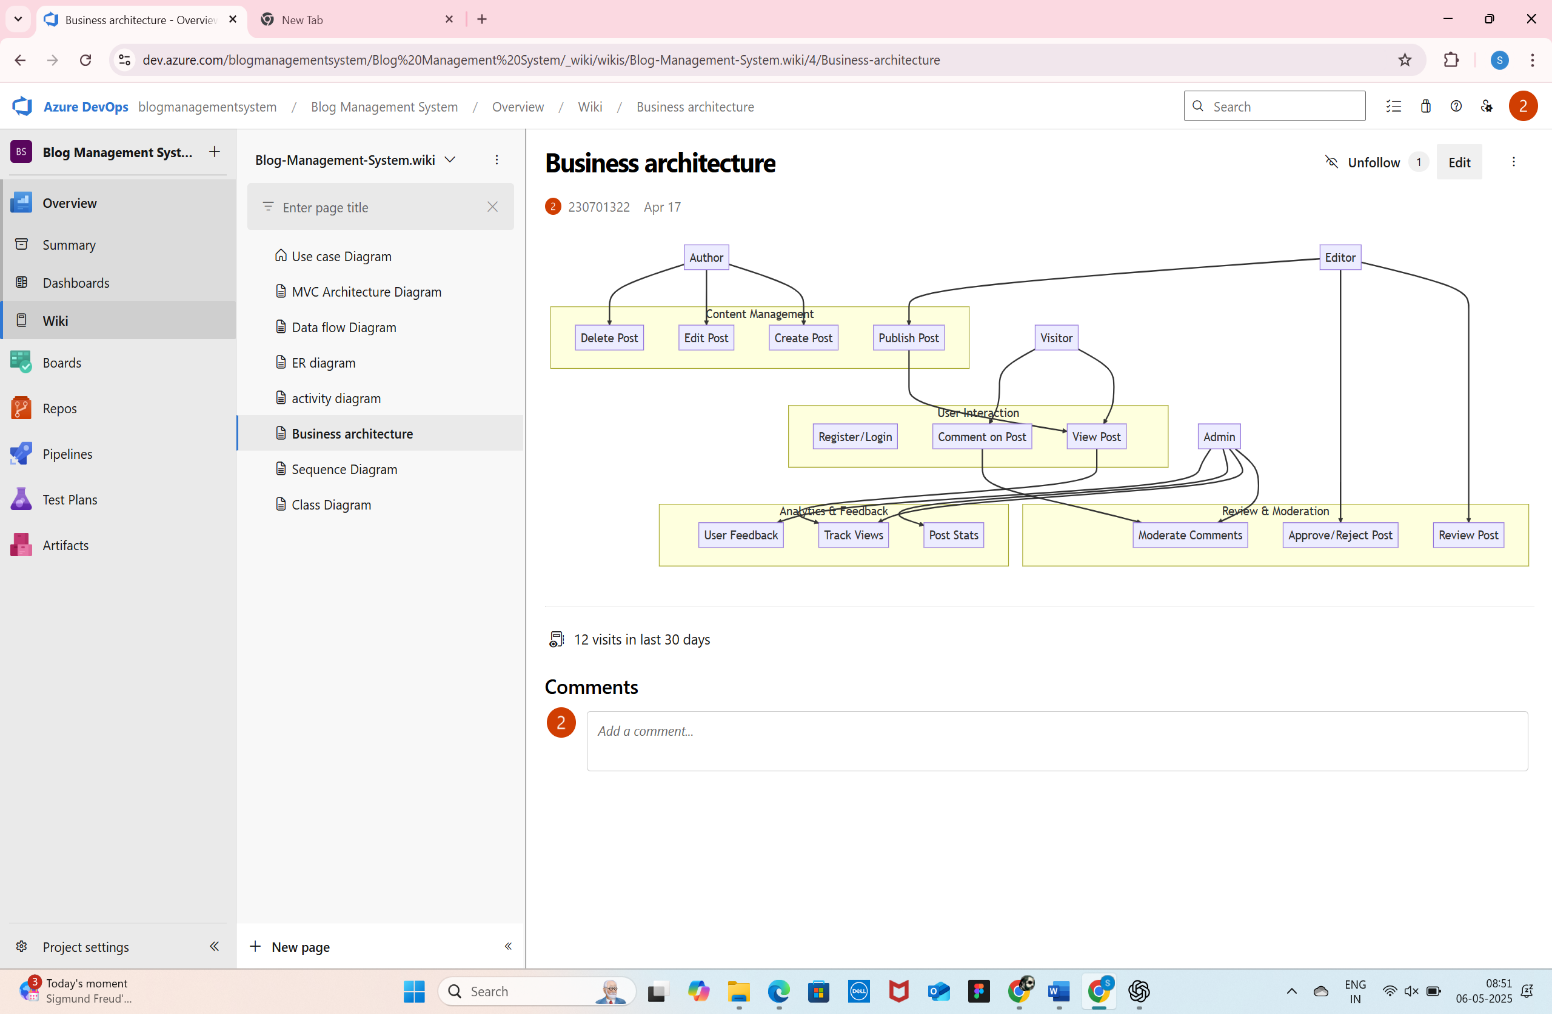 Business architecture - Overview
New Tab
dev.azure.com/blogmanagementsystem/Blog%20Management%20System/_wiki/wikis/Blog-Management-System.wiki/4/Business-architecture
S
Azure DevOps blogmanagementsystem / Blog Management System / Overview / Wiki / Business architecture
Search
2
BS Blog Management Syst...
Overview
Summary
Dashboards
Wiki
Boards
Repos
Pipelines
Test Plans
Artifacts
Project settings
Blog-Management-System.wiki
Enter page title
Use case Diagram
MVC Architecture Diagram
Data flow Diagram
ER diagram
activity diagram
Business architecture
Sequence Diagram
Class Diagram
New page
Business architecture
Unfollow 1 Edit
2 230701322 Apr 17
Author
Editor
Content Management
Delete Post
Edit Post
Create Post
Publish Post
Visitor
User Interaction
Register/Login
Comment on Post
View Post
Admin
Analytics & Feedback
Review & Moderation
User Feedback
Track Views
Post Stats
Moderate Comments
Approve/Reject Post
Review Post
12 visits in last 30 days
Comments
2
Add a comment...
3
Today's moment
Sigmund Freud'...
Search
DELL
S
ENG
IN
08:51
06-05-2025